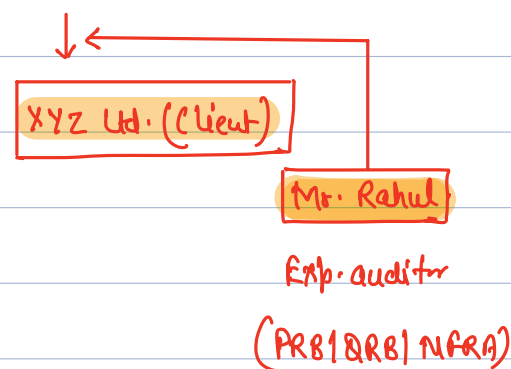 XYZ Ltd. (Client)
Mr. Rahul
Exp. auditor
(PRB|QRB|NFRA)